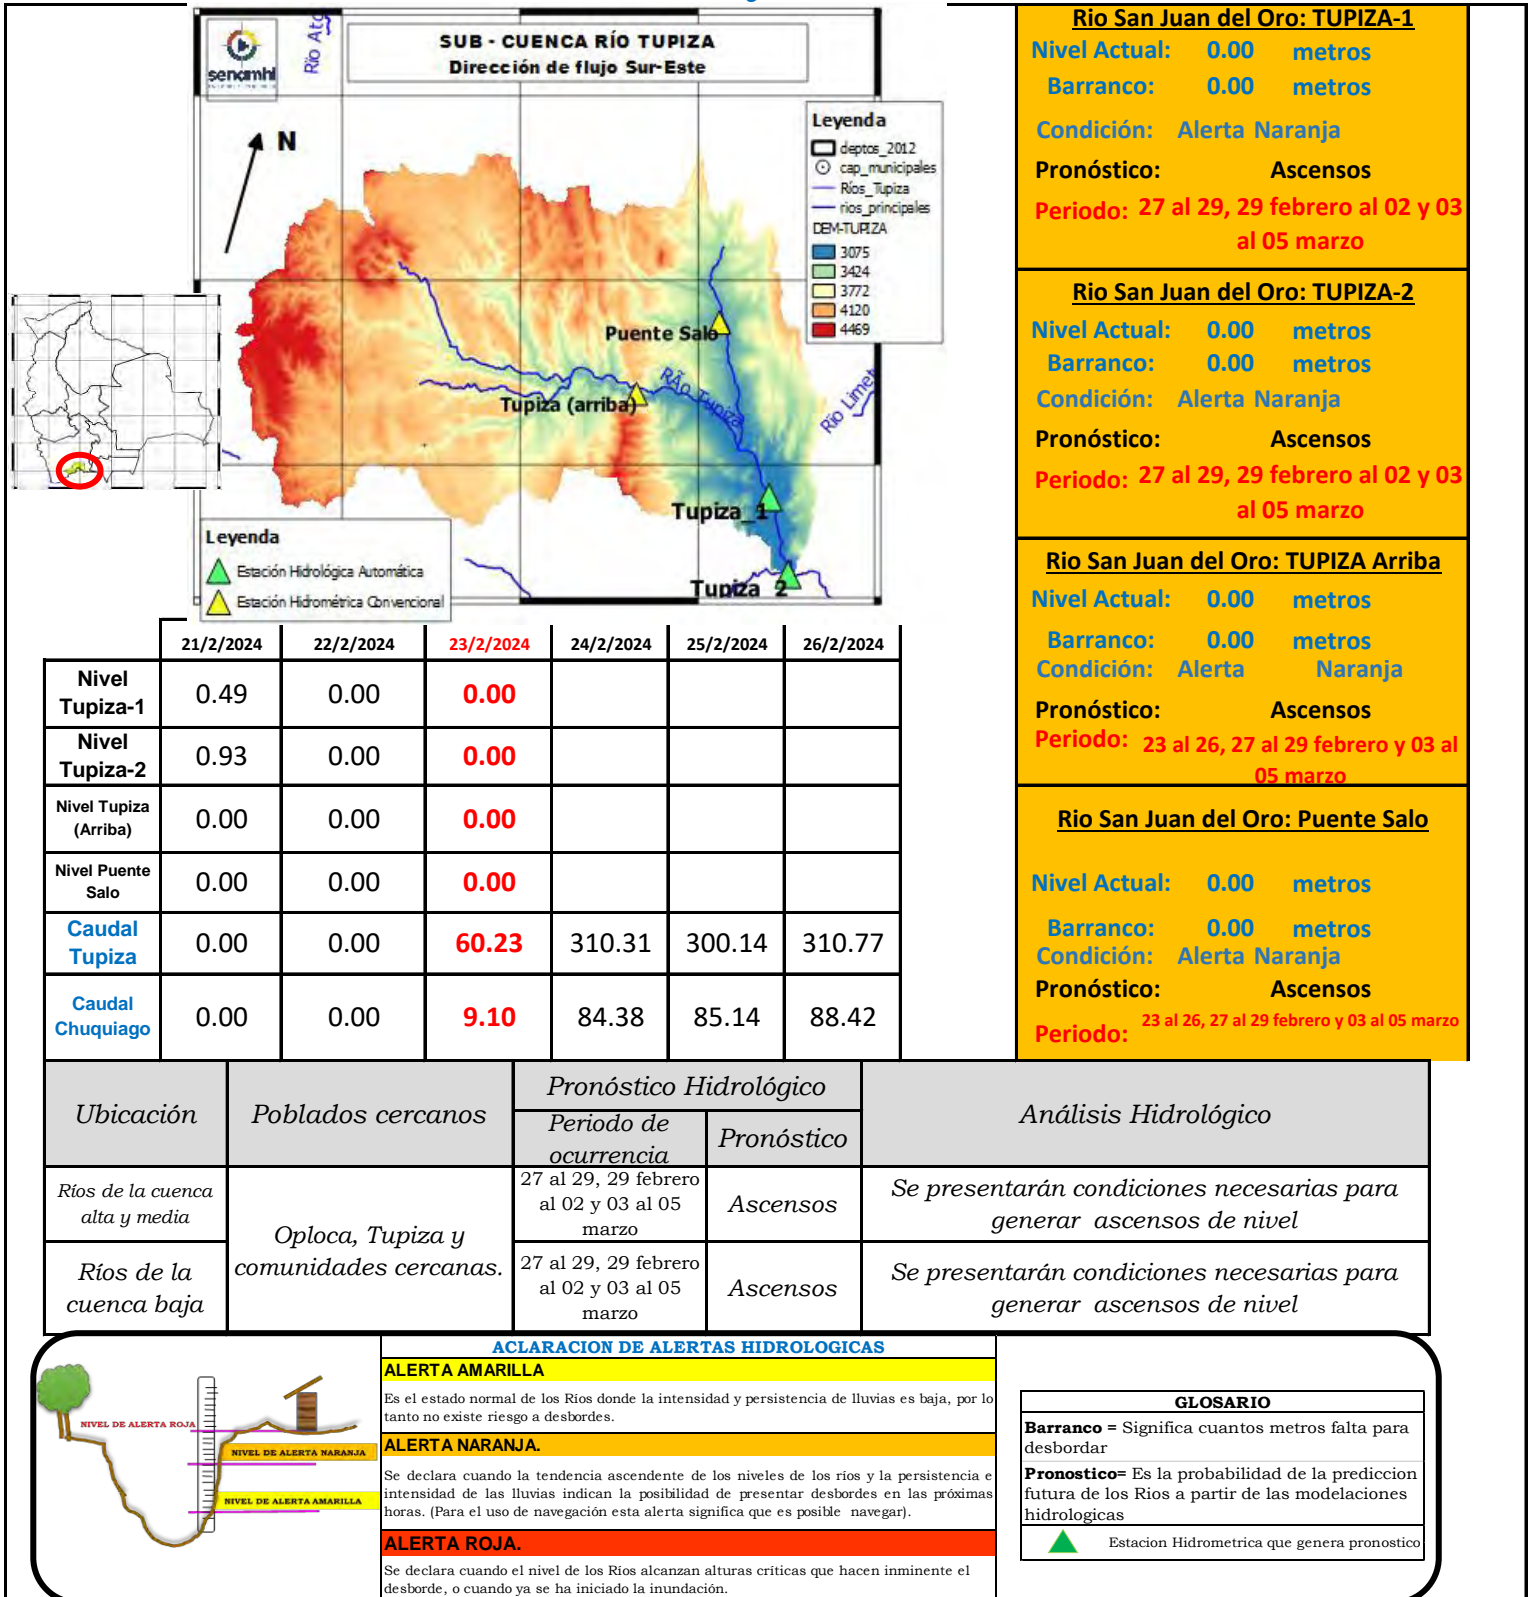 senamhi
Río Ato
SUB - CUENCA RÍO TUPIZA
Dirección de flujo Sur-Este
N
Leyenda
deptos_2012
cap_municipales
Ríos_Tupiza
rios_principales
DEM-TUPIZA
3075
3424
3772
4120
4469
Puente Salo
Tupiza (arriba)
RÃo Tupiza
Río Limet
Tupiza_1
Tupiza_2
Leyenda
Estación Hidrológica Automática
Estación Hidrométrica Convencional
Rio San Juan del Oro: TUPIZA-1
Nivel Actual: 0.00 metros
Barranco: 0.00 metros
Condición: Alerta Naranja
Pronóstico: Ascensos
Periodo: 27 al 29, 29 febrero al 02 y 03
al 05 marzo
Rio San Juan del Oro: TUPIZA-2
Nivel Actual: 0.00 metros
Barranco: 0.00 metros
Condición: Alerta Naranja
Pronóstico: Ascensos
Periodo: 27 al 29, 29 febrero al 02 y 03
al 05 marzo
Rio San Juan del Oro: TUPIZA Arriba
Nivel Actual: 0.00 metros
Barranco: 0.00 metros
Condición: Alerta Naranja
Pronóstico: Ascensos
Periodo: 23 al 26, 27 al 29 febrero y 03 al
05 marzo
Rio San Juan del Oro: Puente Salo
Nivel Actual: 0.00 metros
Barranco: 0.00 metros
Condición: Alerta Naranja
Pronóstico: Ascensos
Periodo: 23 al 26, 27 al 29 febrero y 03 al 05 marzo
21/2/2024 22/2/2024 23/2/2024 24/2/2024 25/2/2024 26/2/2024
Nivel
Tupiza-1 0.49 0.00 0.00
Nivel
Tupiza-2 0.93 0.00 0.00
Nivel Tupiza
(Arriba) 0.00 0.00 0.00
Nivel Puente
Salo 0.00 0.00 0.00
Caudal
Tupiza 0.00 0.00 60.23 310.31 300.14 310.77
Caudal
Chuquiago 0.00 0.00 9.10 84.38 85.14 88.42
Ubicación
Poblados cercanos
Pronóstico Hidrológico
Periodo de
ocurrencia
Pronóstico
Análisis Hidrológico
Ríos de la cuenca
alta y media
Oploca, Tupiza y
comunidades cercanas.
27 al 29, 29 febrero
al 02 y 03 al 05
marzo
Ascensos
Se presentarán condiciones necesarias para
generar ascensos de nivel
Ríos de la
cuenca baja
27 al 29, 29 febrero
al 02 y 03 al 05
marzo
Ascensos
Se presentarán condiciones necesarias para
generar ascensos de nivel
NIVEL DE ALERTA ROJA
NIVEL DE ALERTA NARANJA
NIVEL DE ALERTA AMARILLA
ACLARACION DE ALERTAS HIDROLOGICAS
ALERTA AMARILLA
Es el estado normal de los Ríos donde la intensidad y persistencia de lluvias es baja, por lo
tanto no existe riesgo a desbordes.
ALERTA NARANJA.
Se declara cuando la tendencia ascendente de los niveles de los ríos y la persistencia e
intensidad de las lluvias indican la posibilidad de presentar desbordes en las próximas
horas. (Para el uso de navegación esta alerta significa que es posible navegar).
ALERTA ROJA.
Se declara cuando el nivel de los Ríos alcanzan alturas críticas que hacen inminente el
desborde, o cuando ya se ha iniciado la inundación.
GLOSARIO
Barranco = Significa cuantos metros falta para
desbordar
Pronostico= Es la probabilidad de la prediccion
futura de los Rios a partir de las modelaciones
hidrologicas
Estacion Hidrometrica que genera pronostico